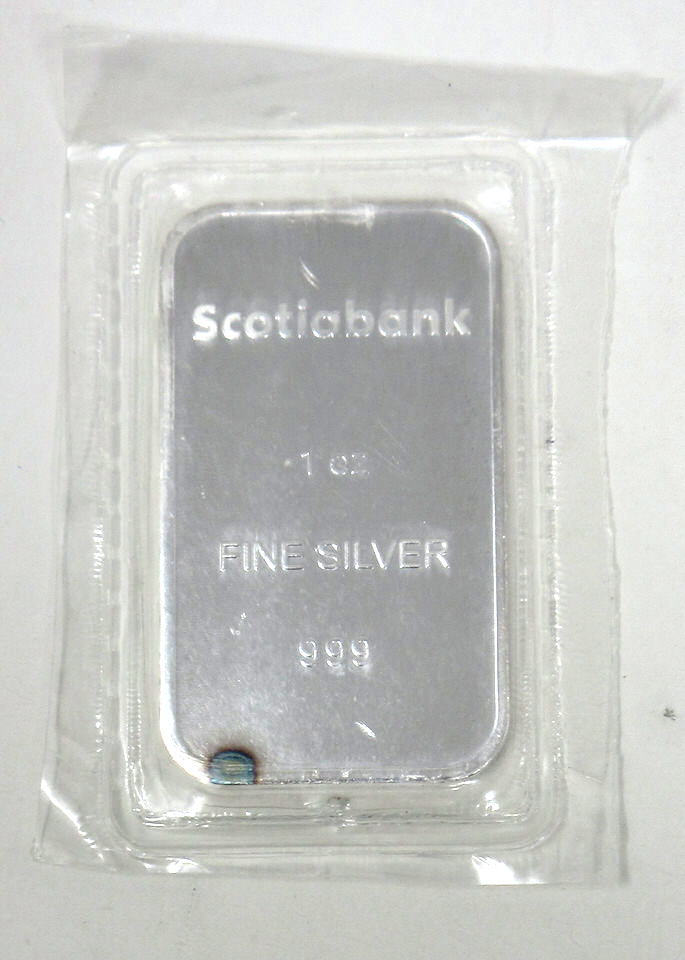 Scotiabank
1 oz
FINE SILVER
999